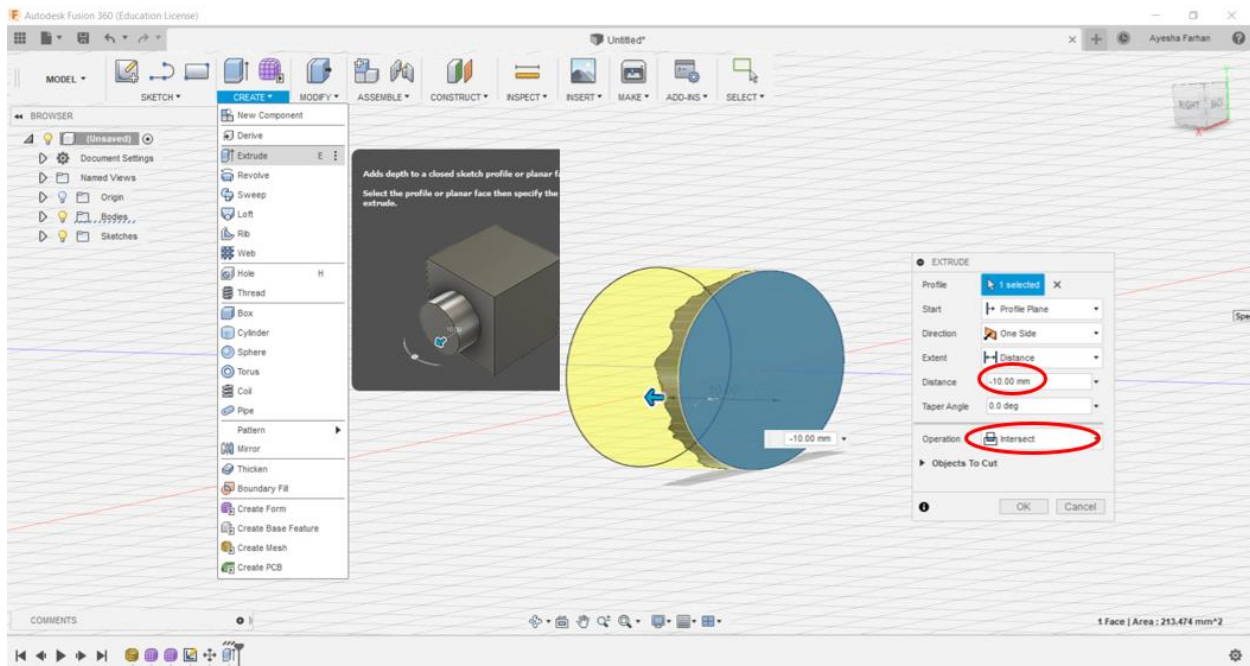 Autodesk Fusion 360 (Education License)
Untitled*
Ayesha Farhan
MODEL
SKETCH
CREATE
MODIFY
ASSEMBLE
CONSTRUCT
INSPECT
INSERT
MAKE
ADD-INS
SELECT
RIGHT
X
BROWSER
(Unsaved)
Document Settings
Named Views
Origin
Bodies
Sketches
New Component
Derive
Extrude E
Revolve
Sweep
Loft
Rib
Web
Hole H
Thread
Box
Cylinder
Sphere
Torus
Coil
Pipe
Pattern
Mirror
Thicken
Boundary Fill
Create Form
Create Base Feature
Create Mesh
Create PCB
Adds depth to a closed sketch profile or planar f
Select the profile or planar face then specify the
extrude.
10.00
10.00
-10.00 mm
EXTRUDE
Profile 1 selected
Start Profile Plane
Direction One Side
Extent Distance
Distance -10.00 mm
Taper Angle 0.0 deg
Operation Intersect
Objects To Cut
OK Cancel
Spe
COMMENTS
1 Face | Area : 213.474 mm^2